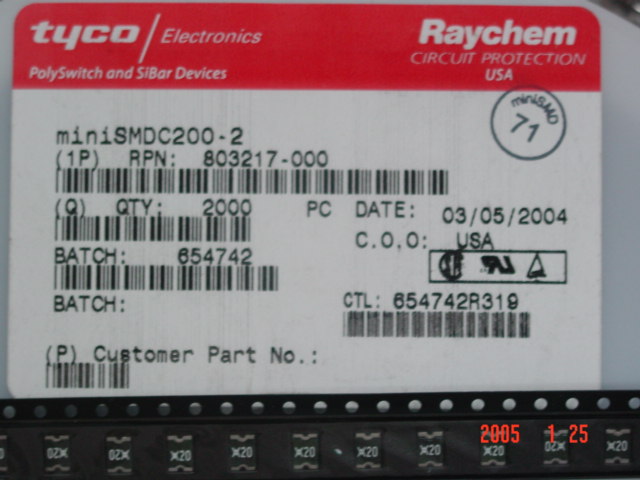 tyco / Electronics
Raychem
CIRCUIT PROTECTION
USA
PolySwitch and SiBar Devices
miniSMD
71
miniSMDC200-2
(1P) RPN: 803217-000
(Q) QTY: 2000 PC DATE: 03/05/2004
C.O.O: USA
BATCH: 654742
BATCH:
CTL: 654742R319
(P) Customer Part No.:
2005 1 25
X20 X20 X20 X20 X20 X20 X20 X20 X20 X20